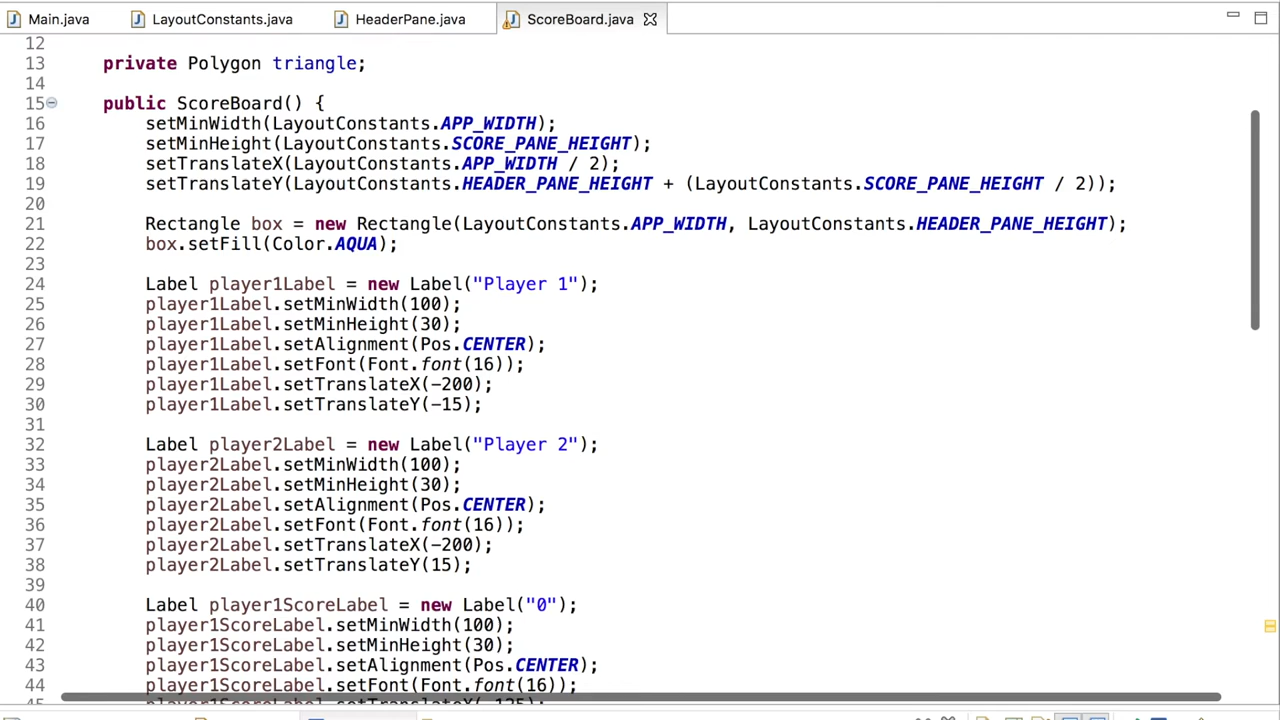 Main.java LayoutConstants.java HeaderPane.java ScoreBoard.java
12
13 private Polygon triangle;
14
15 public ScoreBoard() {
16 setMinWidth(LayoutConstants.APP_WIDTH);
17 setMinHeight(LayoutConstants.SCORE_PANE_HEIGHT);
18 setTranslateX(LayoutConstants.APP_WIDTH / 2);
19 setTranslateY(LayoutConstants.HEADER_PANE_HEIGHT + (LayoutConstants.SCORE_PANE_HEIGHT / 2));
20
21 Rectangle box = new Rectangle(LayoutConstants.APP_WIDTH, LayoutConstants.HEADER_PANE_HEIGHT);
22 box.setFill(Color.AQUA);
23
24 Label player1Label = new Label("Player 1");
25 player1Label.setMinWidth(100);
26 player1Label.setMinHeight(30);
27 player1Label.setAlignment(Pos.CENTER);
28 player1Label.setFont(Font.font(16));
29 player1Label.setTranslateX(-200);
30 player1Label.setTranslateY(-15);
31
32 Label player2Label = new Label("Player 2");
33 player2Label.setMinWidth(100);
34 player2Label.setMinHeight(30);
35 player2Label.setAlignment(Pos.CENTER);
36 player2Label.setFont(Font.font(16));
37 player2Label.setTranslateX(-200);
38 player2Label.setTranslateY(15);
39
40 Label player1ScoreLabel = new Label("0");
41 player1ScoreLabel.setMinWidth(100);
42 player1ScoreLabel.setMinHeight(30);
43 player1ScoreLabel.setAlignment(Pos.CENTER);
44 player1ScoreLabel.setFont(Font.font(16));